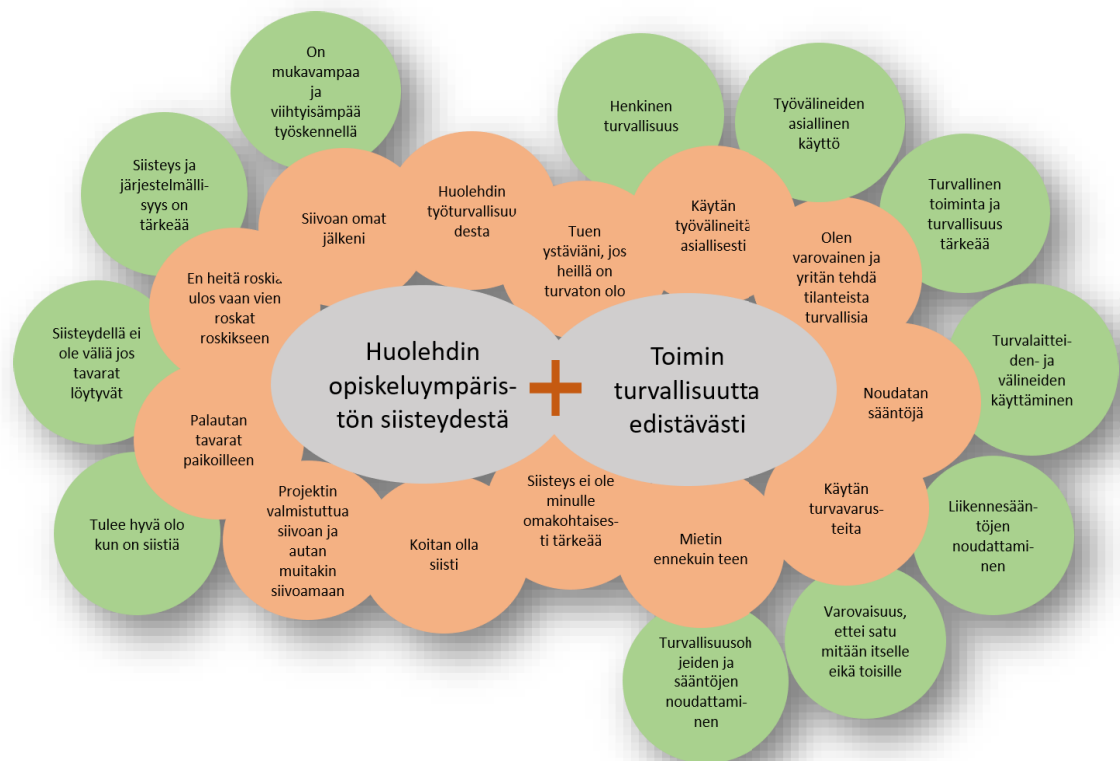 On
mukavampaa
ja
viihtyisämpää
työskennellä
Henkinen
turvallisuus
Työvälineiden
asiallinen
käyttö
Siisteys ja
järjestelmälli-
syys on
tärkeää
Turvallinen
toiminta ja
turvallisuus
tärkeää
Siivoan omat
jälkeni
Huolehdin
työturvallisuu
desta
Tuen
ystäviäni, jos
heillä on
turvaton olo
Käytän
työvälineitä
asiallisesti
Olen
varovainen ja
yritän tehdä
tilanteista
turvallisia
En heitä roskia
ulos vaan vien
roskat
roskikseen
Siisteydellä ei
ole väliä jos
tavarat
löytyvät
Huolehdin
opiskeluympäris-
tön siisteydestä
+
Toimin
turvallisuutta
edistävästi
Turvalaittei-
den- ja
välineiden
käyttäminen
Noudatan
sääntöjä
Palautan
tavarat
paikoilleen
Tulee hyvä olo
kun on siistiä
Projektin
valmistuttua
siivoan ja
autan
muitakin
siivoamaan
Koitan olla
siisti
Siisteys ei ole
minulle
omakohtaises-
ti tärkeää
Mietin
ennekuin teen
Käytän
turvavarus-
teita
Liikennesään-
töjen
noudattami-
nen
Varovaisuus,
ettei satu
mitään itselle
eikä toisille
Turvallisuusoh
jeiden ja
sääntöjen
noudattami-
nen